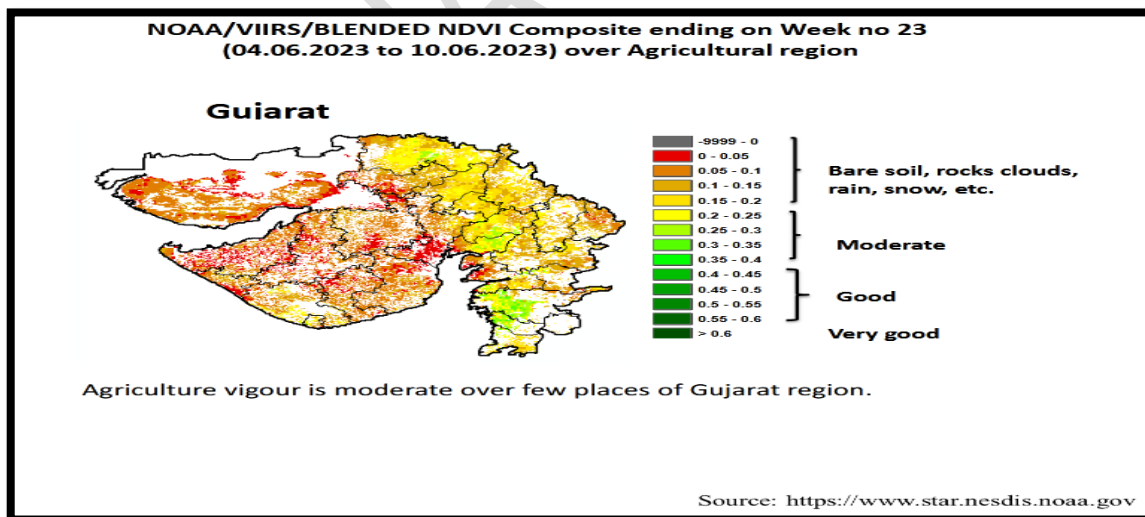 NOAA/VIIRS/BLENDED NDVI Composite ending on Week no 23
(04.06.2023 to 10.06.2023) over Agricultural region
Gujarat
-9999 - 0
0 - 0.05
0.05 - 0.1
0.1 - 0.15
0.15 - 0.2
0.2 - 0.25
0.25 - 0.3
0.3 - 0.35
0.35 - 0.4
0.4 - 0.45
0.45 - 0.5
0.5 - 0.55
0.55 - 0.6
> 0.6
Bare soil, rocks clouds,
rain, snow, etc.
Moderate
Good
Very good
Agriculture vigour is moderate over few places of Gujarat region.
Source: https://www.star.nesdis.noaa.gov